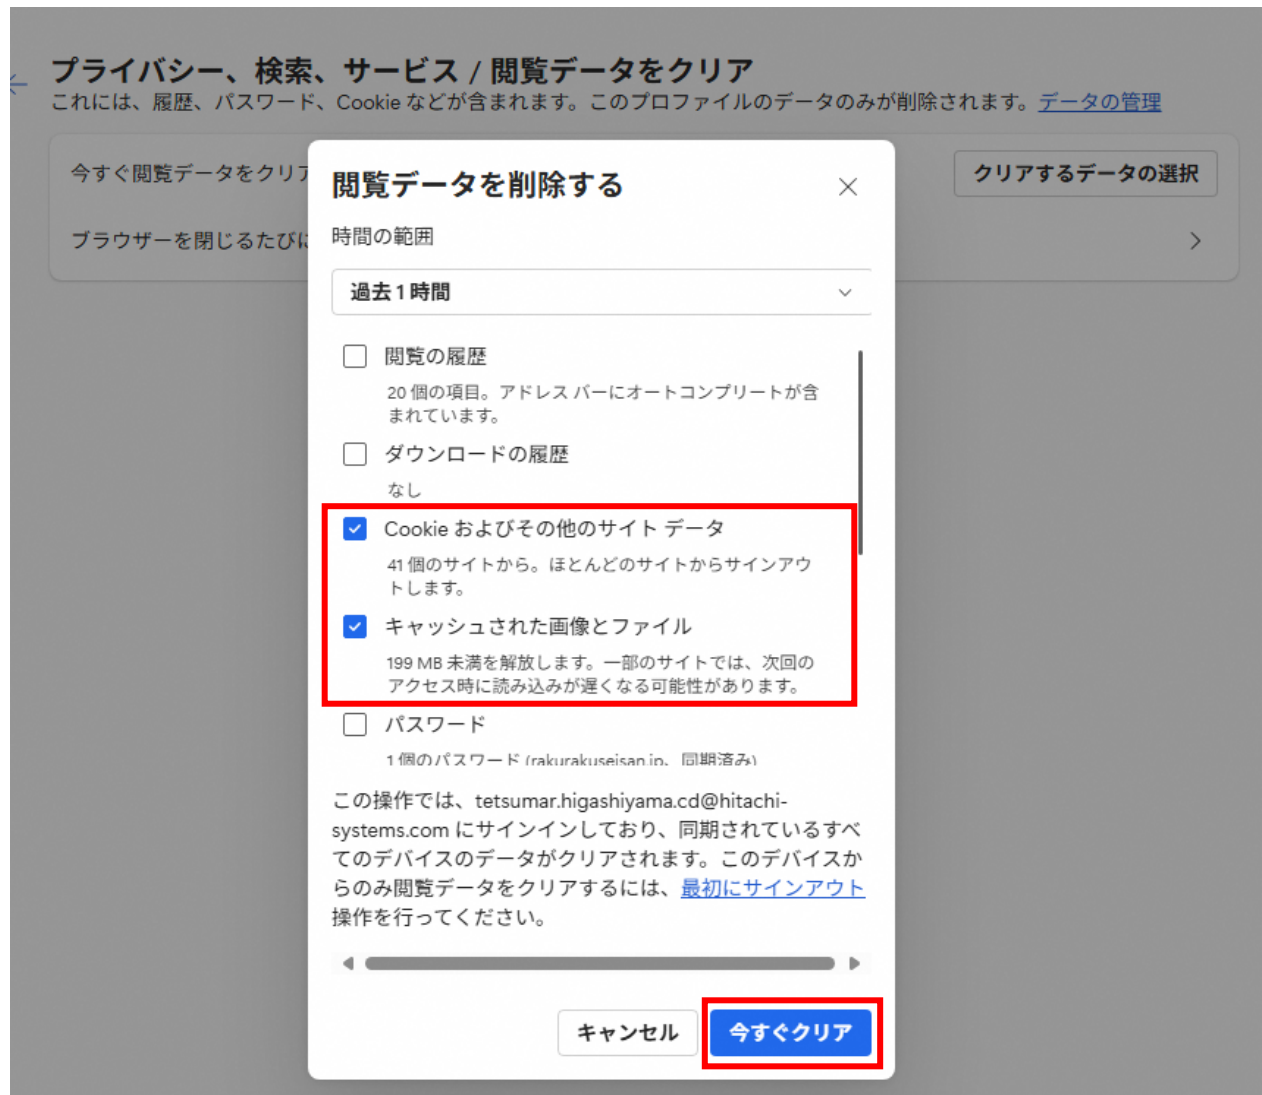 プライバシー、検索、サービス / 閲覧データをクリア
これには、履歴、パスワード、Cookie などが含まれます。このプロファイルのデータのみが削除されます。データの管理
今すぐ閲覧データをクリア
クリアするデータの選択
ブラウザーを閉じるたびに
閲覧データを削除する
時間の範囲
過去 1 時間
閲覧の履歴
20 個の項目。アドレス バーにオートコンプリートが含
まれています。
ダウンロードの履歴
なし
Cookie およびその他のサイト データ
41 個のサイトから。ほとんどのサイトからサインアウ
トします。
キャッシュされた画像とファイル
199 MB 未満を解放します。一部のサイトでは、次回の
アクセス時に読み込みが遅くなる可能性があります。
パスワード
1 個のパスワード (rakurakuseisan.jp、同期済み)
この操作では、tetsumar.higashiyama.cd@hitachi-
systems.com にサインインしており、同期されているすべ
てのデバイスのデータがクリアされます。このデバイスか
らのみ閲覧データをクリアするには、最初にサインアウト
操作を行ってください。
キャンセル
今すぐクリア